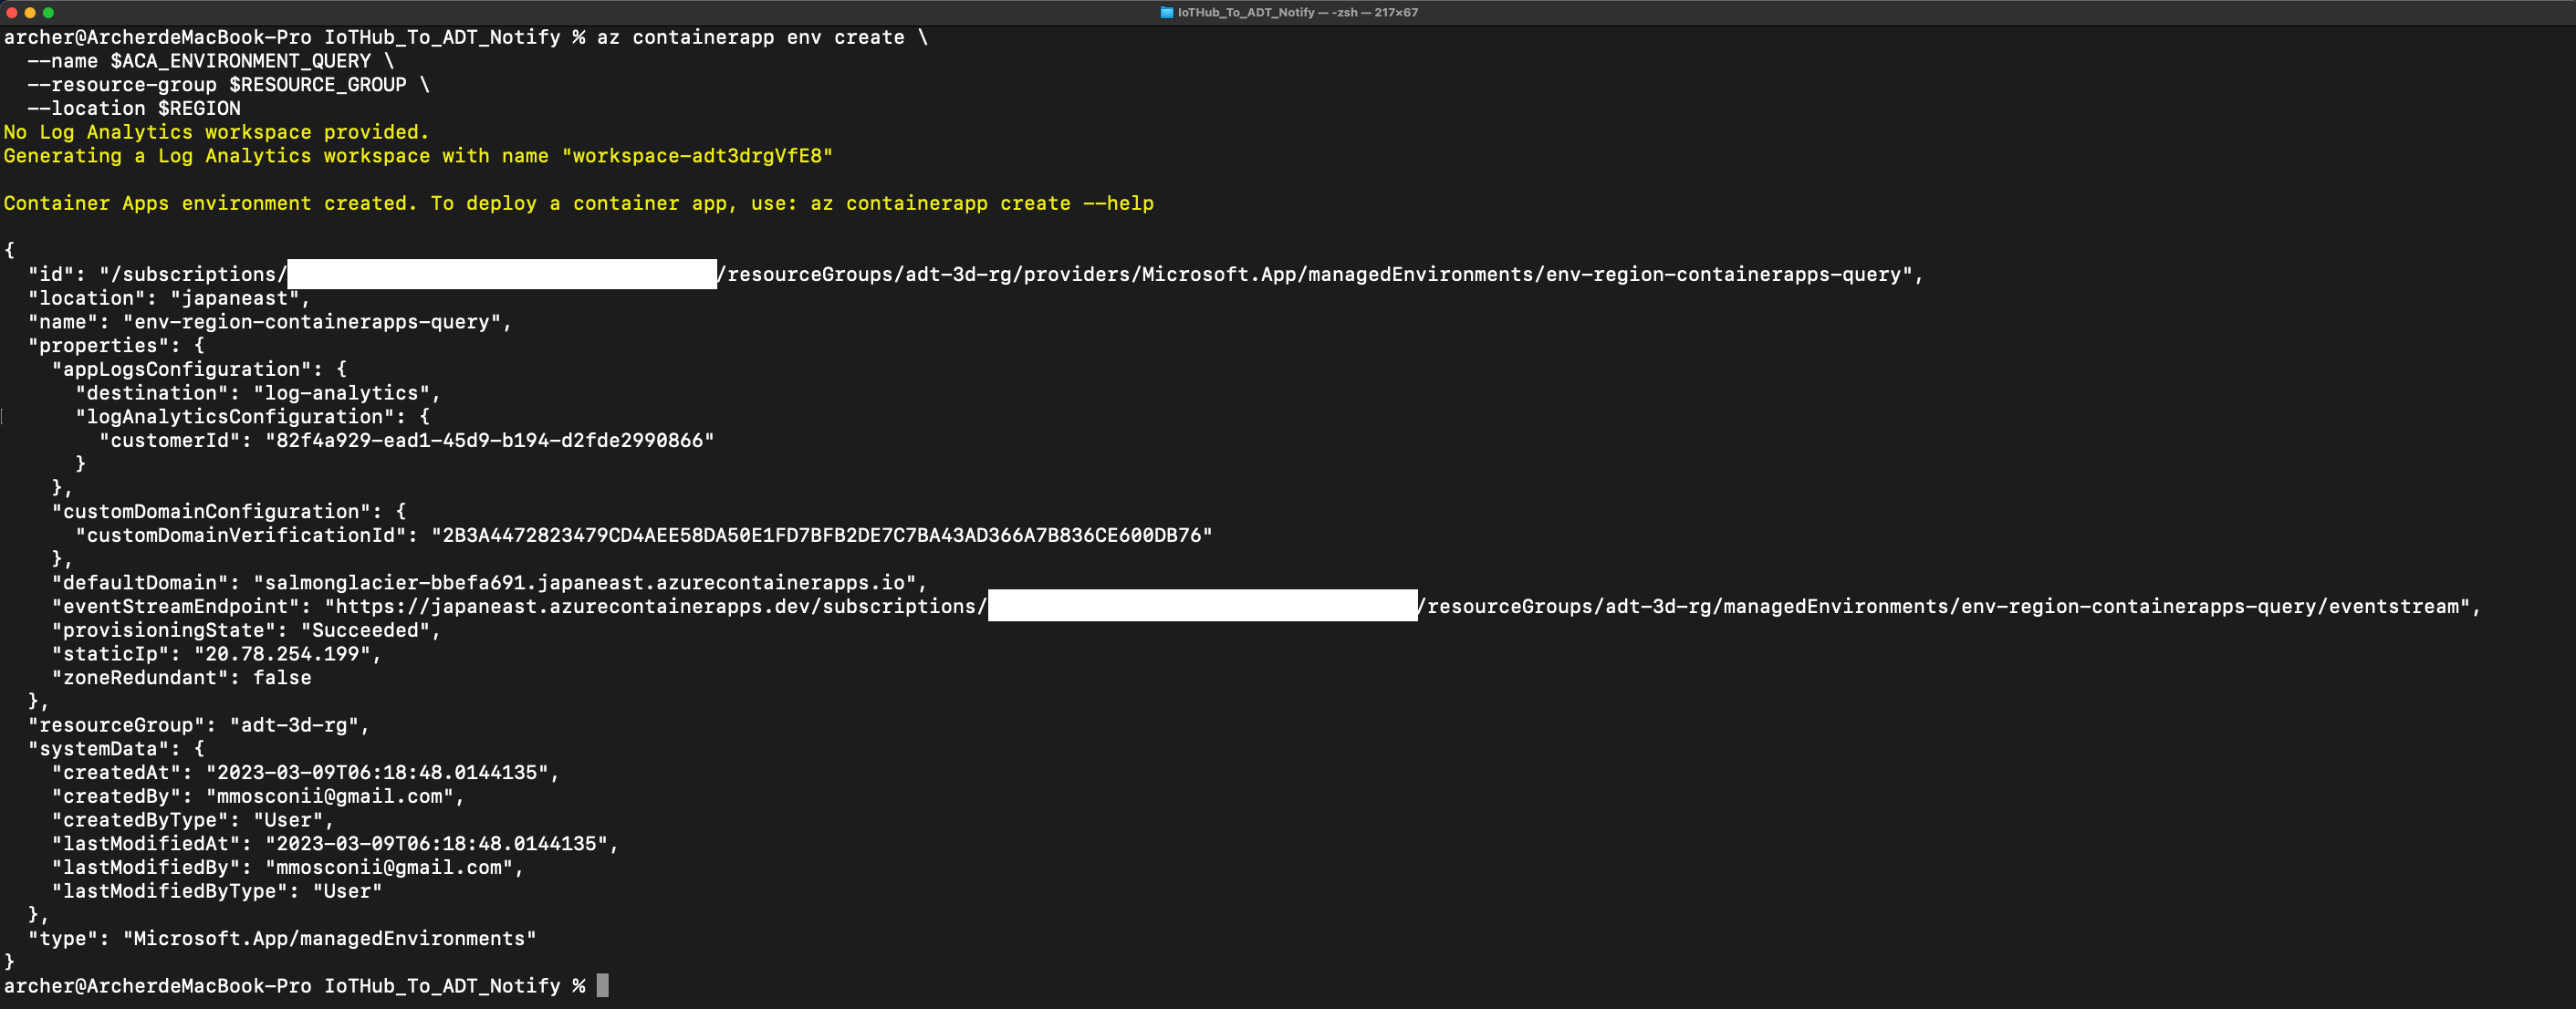 IoTHub_To_ADT_Notify — -zsh — 217×67
archer@ArcherdeMacBook-Pro IoTHub_To_ADT_Notify % az containerapp env create \
  --name $ACA_ENVIRONMENT_QUERY \
  --resource-group $RESOURCE_GROUP \
  --location $REGION
No Log Analytics workspace provided.
Generating a Log Analytics workspace with name "workspace-adt3drgVfE8"
Container Apps environment created. To deploy a container app, use: az containerapp create --help
{
  "id": "/subscriptions/ /resourceGroups/adt-3d-rg/providers/Microsoft.App/managedEnvironments/env-region-containerapps-query",
  "location": "japaneast",
  "name": "env-region-containerapps-query",
  "properties": {
    "appLogsConfiguration": {
      "destination": "log-analytics",
      "logAnalyticsConfiguration": {
        "customerId": "82f4a929-ead1-45d9-b194-d2fde2990866"
      }
    },
    "customDomainConfiguration": {
      "customDomainVerificationId": "2B3A4472823479CD4AEE58DA50E1FD7BFB2DE7C7BA43AD366A7B836CE600DB76"
    },
    "defaultDomain": "salmonglacier-bbefa691.japaneast.azurecontainerapps.io",
    "eventStreamEndpoint": "https://japaneast.azurecontainerapps.dev/subscriptions/ /resourceGroups/adt-3d-rg/managedEnvironments/env-region-containerapps-query/eventstream",
    "provisioningState": "Succeeded",
    "staticIp": "20.78.254.199",
    "zoneRedundant": false
  },
  "resourceGroup": "adt-3d-rg",
  "systemData": {
    "createdAt": "2023-03-09T06:18:48.0144135",
    "createdBy": "mmosconii@gmail.com",
    "createdByType": "User",
    "lastModifiedAt": "2023-03-09T06:18:48.0144135",
    "lastModifiedBy": "mmosconii@gmail.com",
    "lastModifiedByType": "User"
  },
  "type": "Microsoft.App/managedEnvironments"
}
archer@ArcherdeMacBook-Pro IoTHub_To_ADT_Notify %